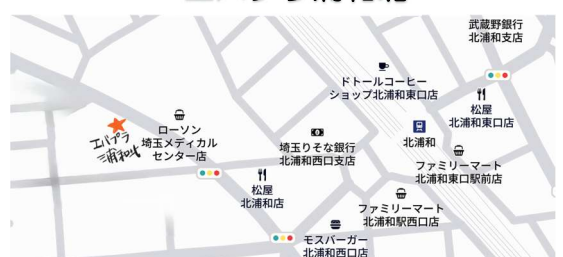 武蔵野銀行
北浦和支店
ドトールコーヒー
ショップ北浦和東口店
松屋
北浦和東口店
ローソン
埼玉メディカル
センター店
エバプラ
浦和北
埼玉りそな銀行
北浦和西口支店
北浦和
ファミリーマート
北浦和東口駅前店
松屋
北浦和店
ファミリーマート
北浦和駅西口店
モスバーガー
北浦和西口店